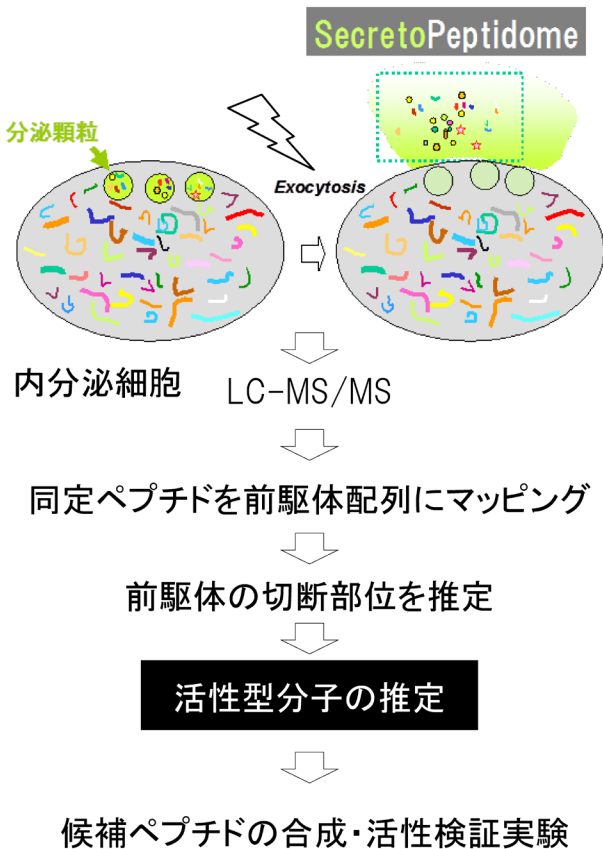 SecretoPeptidome
分泌顆粒
Exocytosis
内分泌細胞
LC-MS/MS
同定ペプチドを前駆体配列にマッピング
前駆体の切断部位を推定
活性型分子の推定
候補ペプチドの合成・活性検証実験